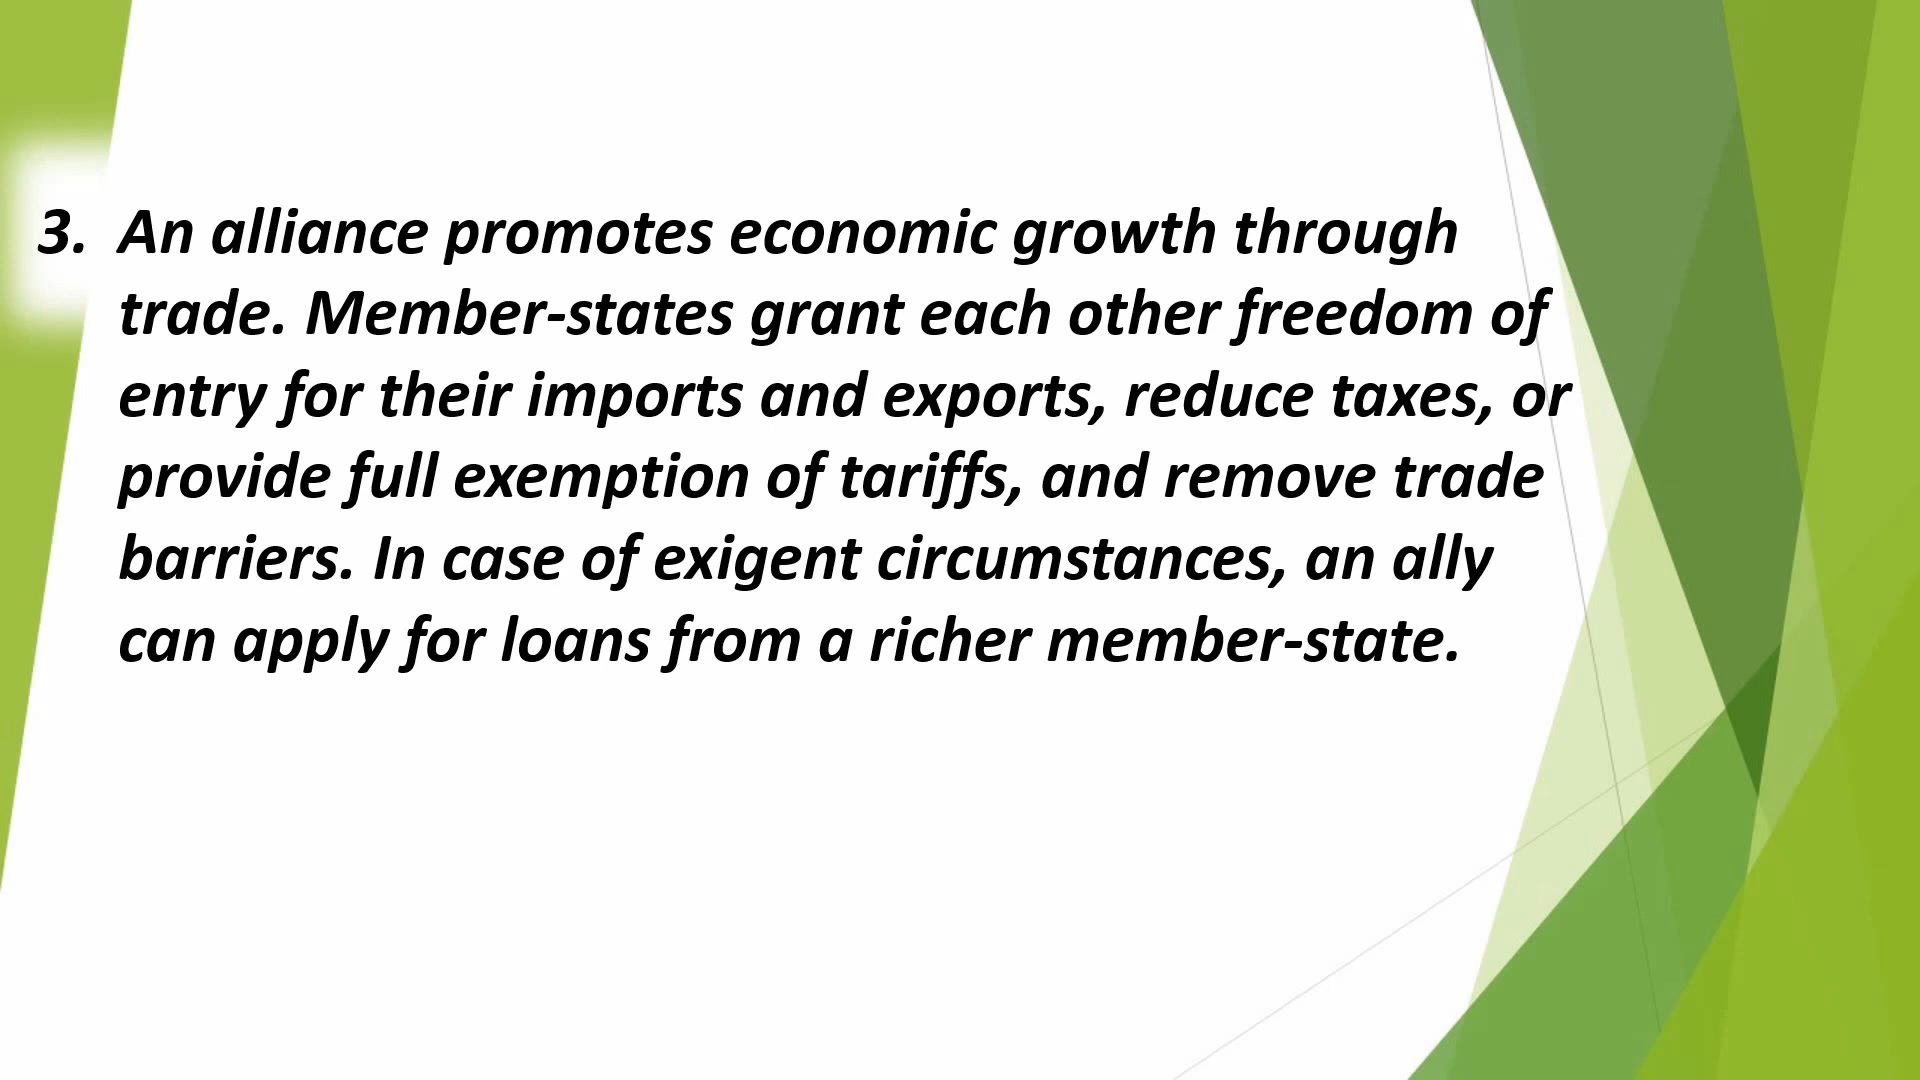 3. An alliance promotes economic growth through
trade. Member-states grant each other freedom of
entry for their imports and exports, reduce taxes, or
provide full exemption of tariffs, and remove trade
barriers. In case of exigent circumstances, an ally
can apply for loans from a richer member-state.